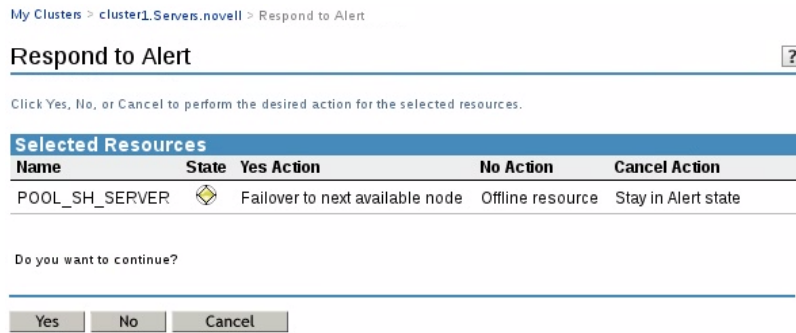 My Clusters > cluster1.Servers.novell > Respond to Alert
Respond to Alert
?
Click Yes, No, or Cancel to perform the desired action for the selected resources.
Selected Resources
Name State Yes Action No Action Cancel Action
POOL_SH_SERVER Failover to next available node Offline resource Stay in Alert state
Do you want to continue?
Yes No Cancel